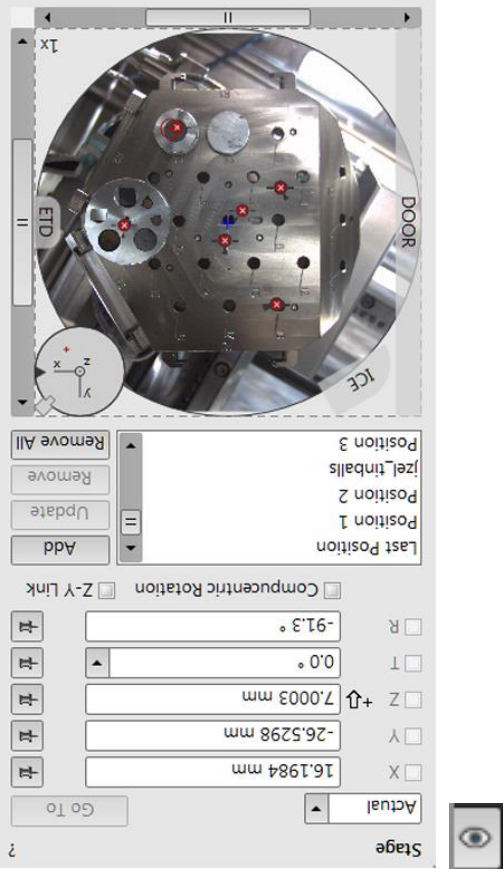 Stage ?
Actual Go To
X 16.1984 mm
Y -26.5298 mm
Z + 7.0003 mm
T 0.0 °
R -91.3 °
Compucentric Rotation Z-Y Link
Last Position
Position 1
Position 2
jzel_tinballs
Position 3
Add
Update
Remove
Remove All
ICE
y
x z
DOOR
ETD
1x